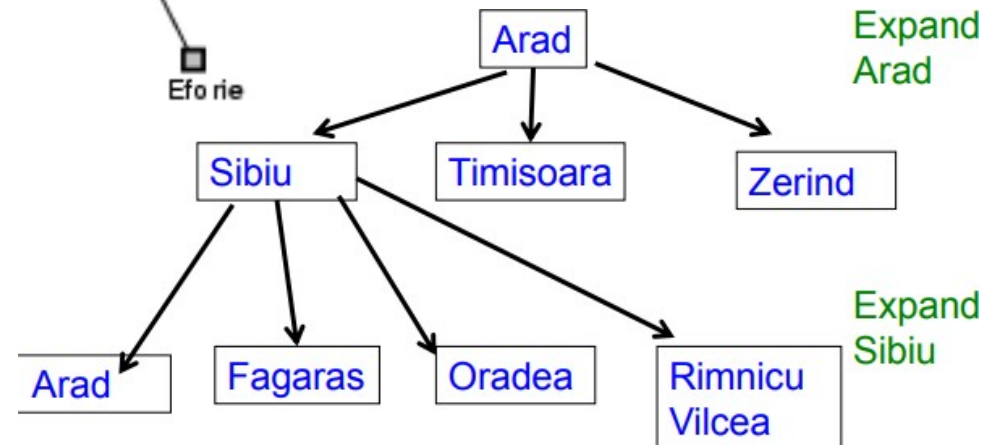 Arad
Expand
Arad
Efo rie
Sibiu
Timisoara
Zerind
Expand
Sibiu
Arad
Fagaras
Oradea
Rimnicu
Vilcea